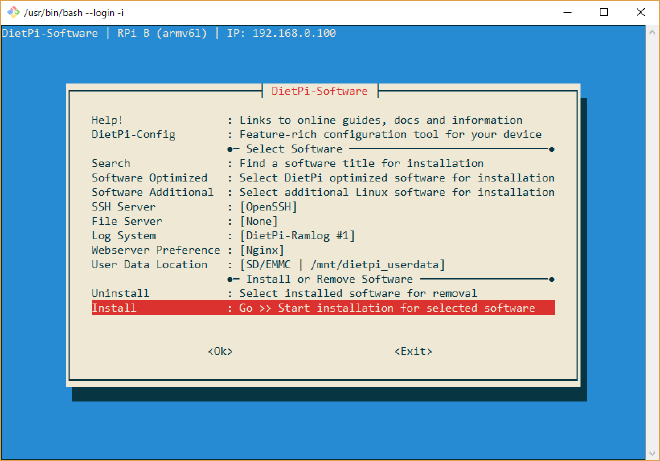 /usr/bin/bash --login -i
DietPi-Software | RPi B (armv6l) | IP: 192.168.0.100
DietPi-Software
Help! : Links to online guides, docs and information
DietPi-Config : Feature-rich configuration tool for your device
Select Software
Search : Find a software title for installation
Software Optimized : Select DietPi optimized software for installation
Software Additional : Select additional Linux software for installation
SSH Server : [OpenSSH]
File Server : [None]
Log System : [DietPi-Ramlog #1]
Webserver Preference : [Nginx]
User Data Location : [SD/EMMC | /mnt/dietpi_userdata]
Install or Remove Software
Uninstall : Select installed software for removal
Install : Go >> Start installation for selected software
<Ok> <Exit>